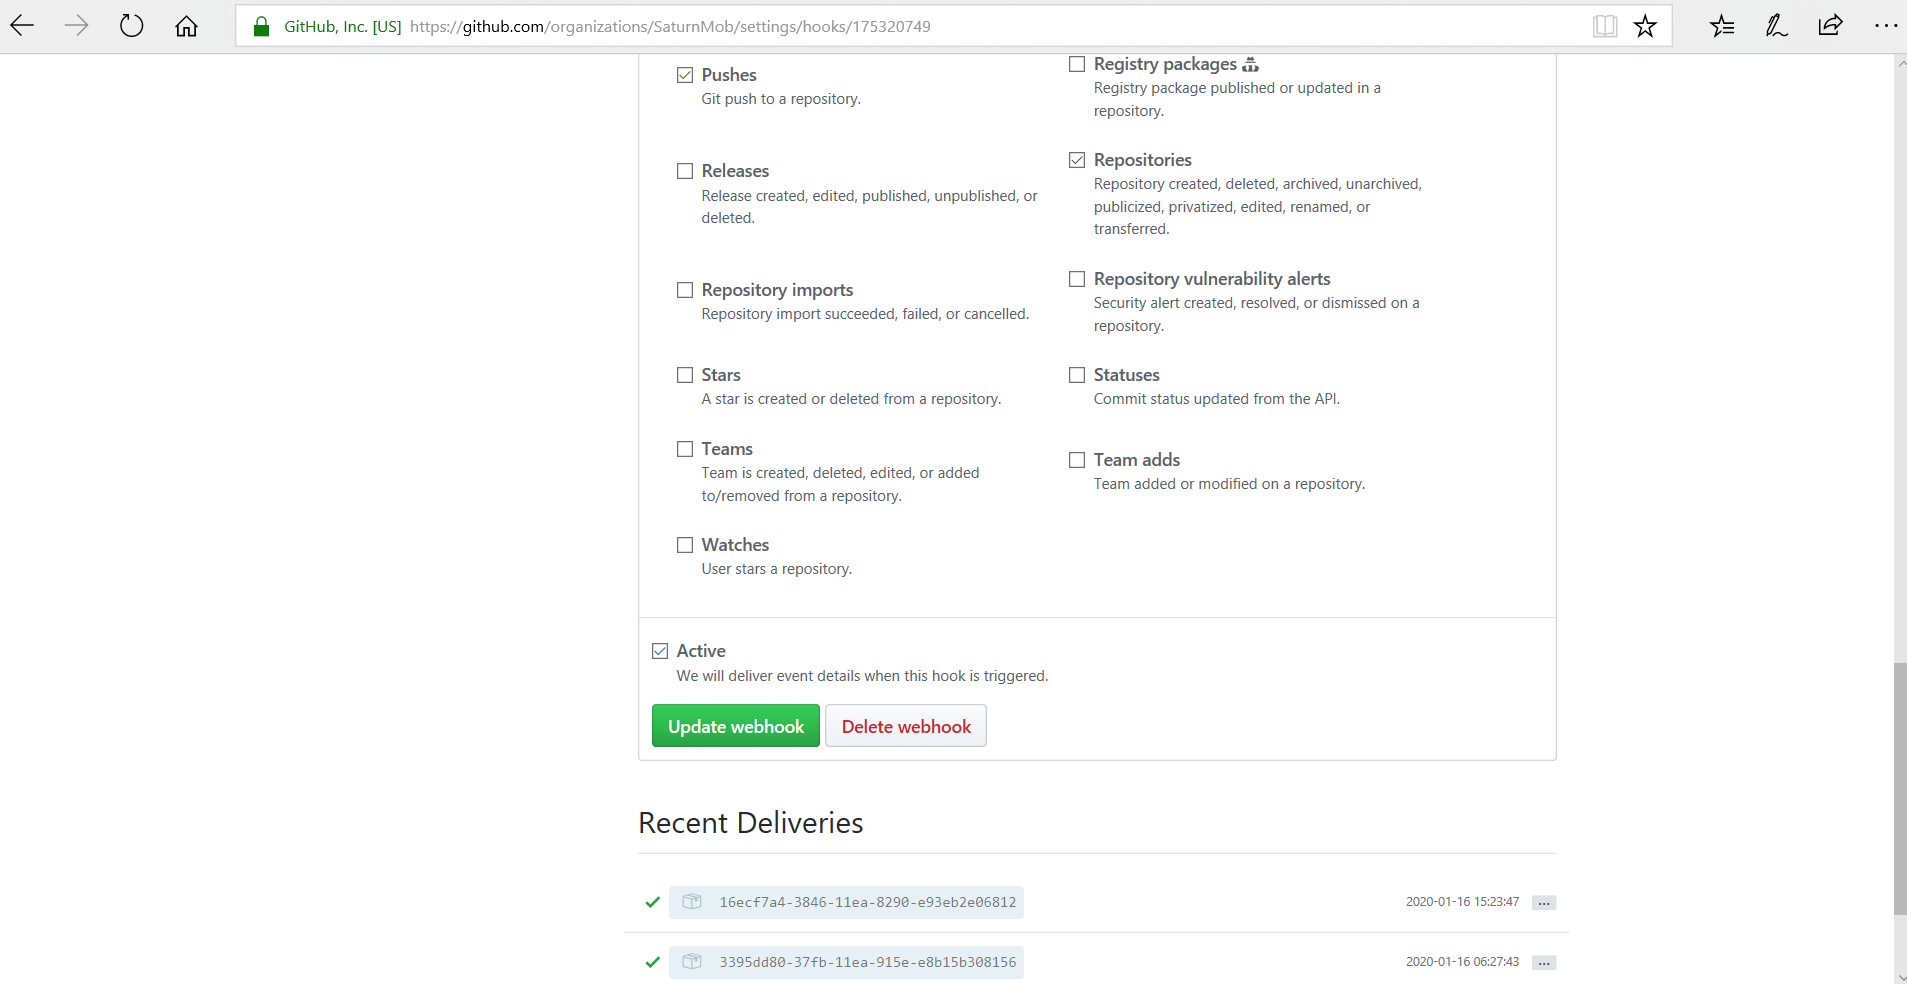 GitHub, Inc. [US] https://github.com/organizations/SaturnMob/settings/hooks/175320749
Pushes
Git push to a repository.
Registry packages
Registry package published or updated in a
repository.
Releases
Release created, edited, published, unpublished, or
deleted.
Repositories
Repository created, deleted, archived, unarchived,
publicized, privatized, edited, renamed, or
transferred.
Repository imports
Repository import succeeded, failed, or cancelled.
Repository vulnerability alerts
Security alert created, resolved, or dismissed on a
repository.
Stars
A star is created or deleted from a repository.
Statuses
Commit status updated from the API.
Teams
Team is created, deleted, edited, or added
to/removed from a repository.
Team adds
Team added or modified on a repository.
Watches
User stars a repository.
Active
We will deliver event details when this hook is triggered.
Update webhook Delete webhook
Recent Deliveries
16ecf7a4-3846-11ea-8290-e93eb2e06812 2020-01-16 15:23:47 ...
3395dd80-37fb-11ea-915e-e8b15b308156 2020-01-16 06:27:43 ...